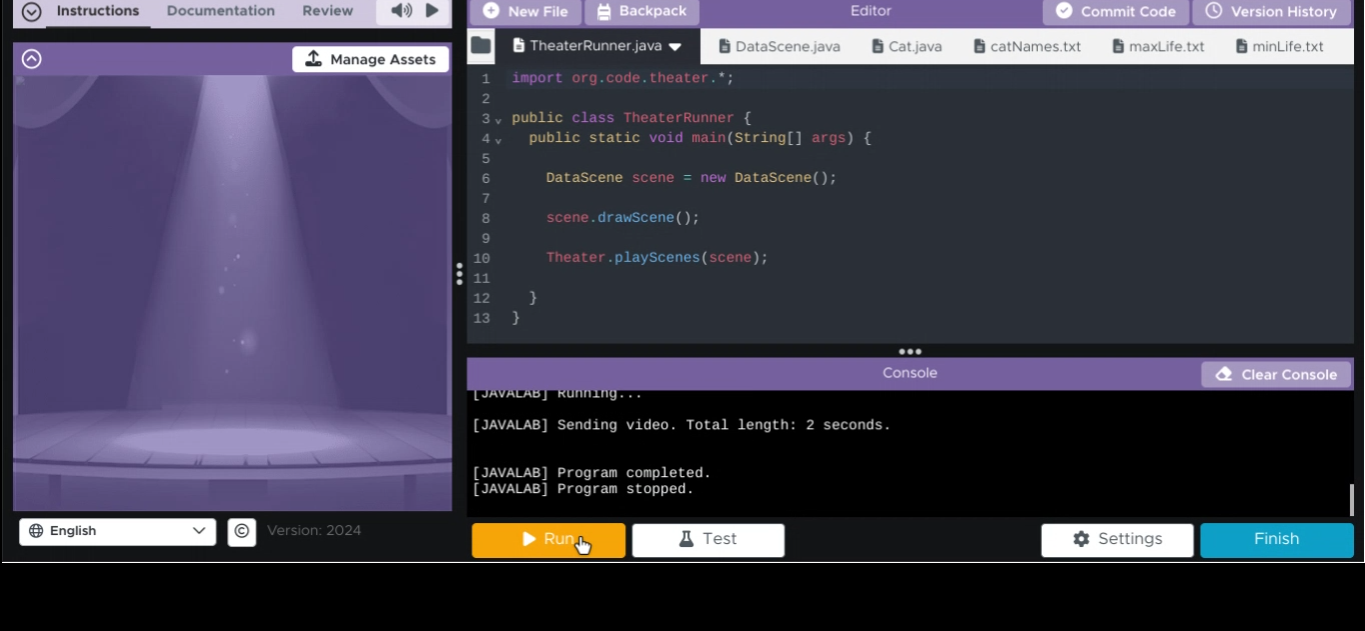 Instructions Documentation Review
New File Backpack Editor Commit Code Version History
Manage Assets
TheaterRunner.java DataScene.java Cat.java catNames.txt maxLife.txt minLife.txt
1 import org.code.theater.*;
2
3 public class TheaterRunner {
4 public static void main(String[] args) {
5
6 DataScene scene = new DataScene();
7
8 scene.drawScene();
9
10 Theater.playScenes(scene);
11
12 }
13 }
Console Clear Console
[JAVALAB] Running...
[JAVALAB] Sending video. Total length: 2 seconds.
[JAVALAB] Program completed.
[JAVALAB] Program stopped.
English © Version: 2024
Run Test Settings Finish